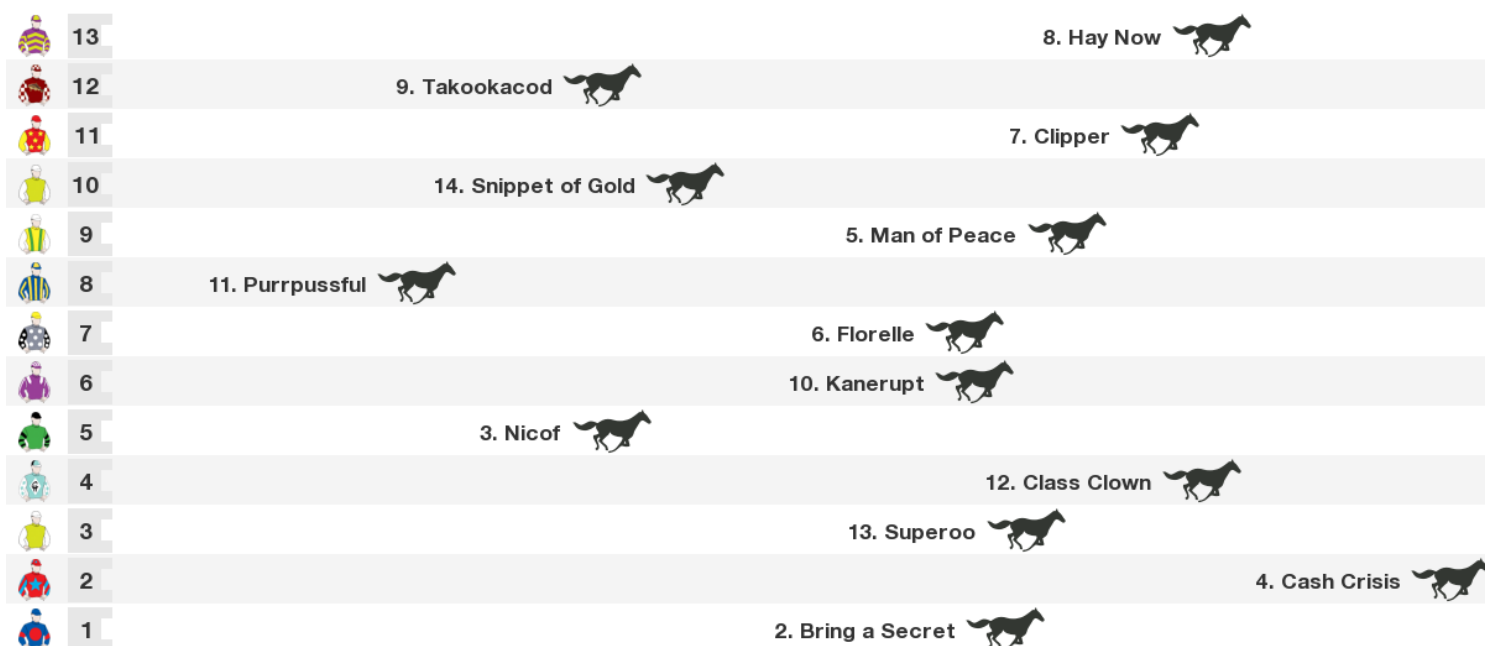 13 8. Hay Now
12 9. Takookacod
11 7. Clipper
10 14. Snippet of Gold
9 5. Man of Peace
8 11. Purrpussful
7 6. Florelle
6 10. Kanerupt
5 3. Nicof
4 12. Class Clown
3 13. Superoo
2 4. Cash Crisis
1 2. Bring a Secret